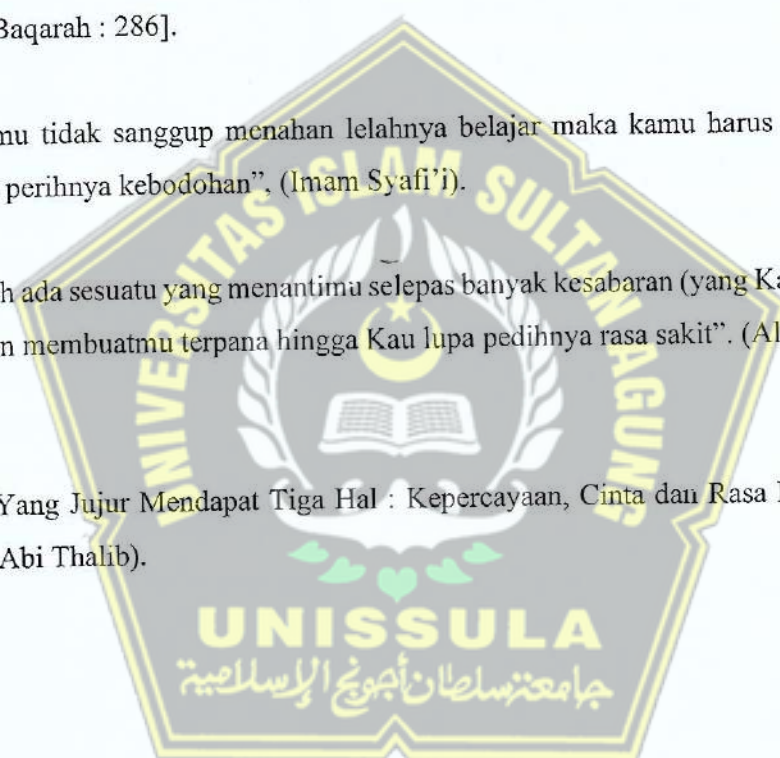 Baqarah : 286].
mu tidak sanggup menahan lelahnya belajar maka kamu harus
perihnya kebodohan”, (Imam Syafi’i).
h ada sesuatu yang menantimu selepas banyak kesabaran (yang Ka
n membuatmu terpana hingga Kau lupa pedihnya rasa sakit”. (Al
Yang Jujur Mendapat Tiga Hal : Kepercayaan, Cinta dan Rasa
Abi Thalib).
UNIVERSITAS ISLAM SULTAN AGUNG
UNISSULA
جامعة سلطان أجونج الإسلامية